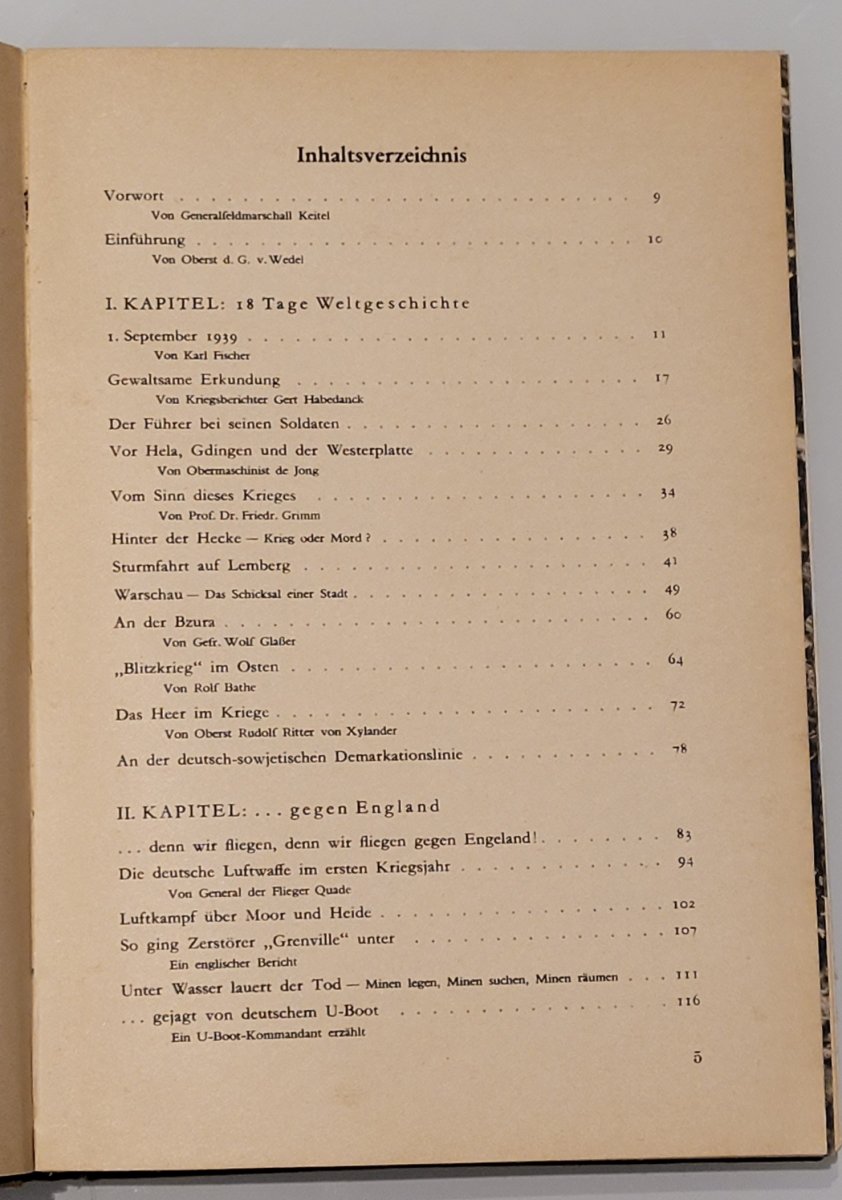 Inhaltsverzeichnis
Vorwort . . . . . . . . . . . . . . . . . . . . . . . . . . . . 9
Von Generalfeldmarschall Keitel
Einführung . . . . . . . . . . . . . . . . . . . . . . . . . . . 10
Von Oberst d. G. v. Wedel
I. KAPITEL: 18 Tage Weltgeschichte
1. September 1939 . . . . . . . . . . . . . . . . . . . . . . . . 11
Von Karl Fischer
Gewaltsame Erkundung . . . . . . . . . . . . . . . . . . . . . 17
Von Kriegsberichter Gert Habedanck
Der Führer bei seinen Soldaten . . . . . . . . . . . . . . . . . . . 26
Vor Hela, Gdingen und der Westerplatte . . . . . . . . . . . . . . 29
Von Obermaschinist de Jong
Vom Sinn dieses Krieges . . . . . . . . . . . . . . . . . . . . 34
Von Prof. Dr. Friedr. Grimm
Hinter der Hecke — Krieg oder Mord? . . . . . . . . . . . . . . . . . 38
Sturmfahrt auf Lemberg . . . . . . . . . . . . . . . . . . . . . 41
Warschau — Das Schicksal einer Stadt . . . . . . . . . . . . . . . . . . . 49
An der Bzura . . . . . . . . . . . . . . . . . . . . . . . . . . 60
Von Gefr. Wolf Glaßer
„Blitzkrieg“ im Osten . . . . . . . . . . . . . . . . . . . . . . 64
Von Rolf Bathe
Das Heer im Kriege . . . . . . . . . . . . . . . . . . . . . . . 72
Von Oberst Rudolf Ritter von Xylander
An der deutsch-sowjetischen Demarkationslinie . . . . . . . . . . . . 78
II. KAPITEL: . . . gegen England
. . . denn wir fliegen, denn wir fliegen gegen Engeland! . . . . . . . . 83
Die deutsche Luftwaffe im ersten Kriegsjahr . . . . . . . . . . . . . 94
Von General der Flieger Quade
Luftkampf über Moor und Heide . . . . . . . . . . . . . . . . . . 102
So ging Zerstörer „Grenville“ unter . . . . . . . . . . . . . . . . 107
Ein englischer Bericht
Unter Wasser lauert der Tod — Minen legen, Minen suchen, Minen räumen . . . 111
. . . gejagt von deutschem U-Boot . . . . . . . . . . . . . . . . . 116
Ein U-Boot-Kommandant erzählt
5